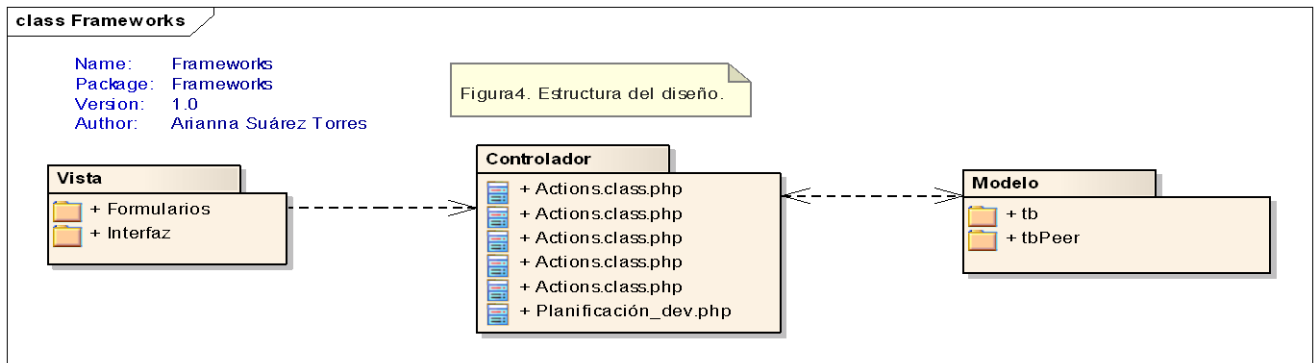 class Frameworks
Name: Frameworks
Package: Frameworks
Version: 1.0
Author: Arianna Suárez Torres
Figura4. Estructura del diseño.
Vista
+ Formularios
+ Interfaz
Controlador
+ Actions.class.php
+ Actions.class.php
+ Actions.class.php
+ Actions.class.php
+ Actions.class.php
+ Planificación_dev.php
Modelo
+ tb
+ tbPeer